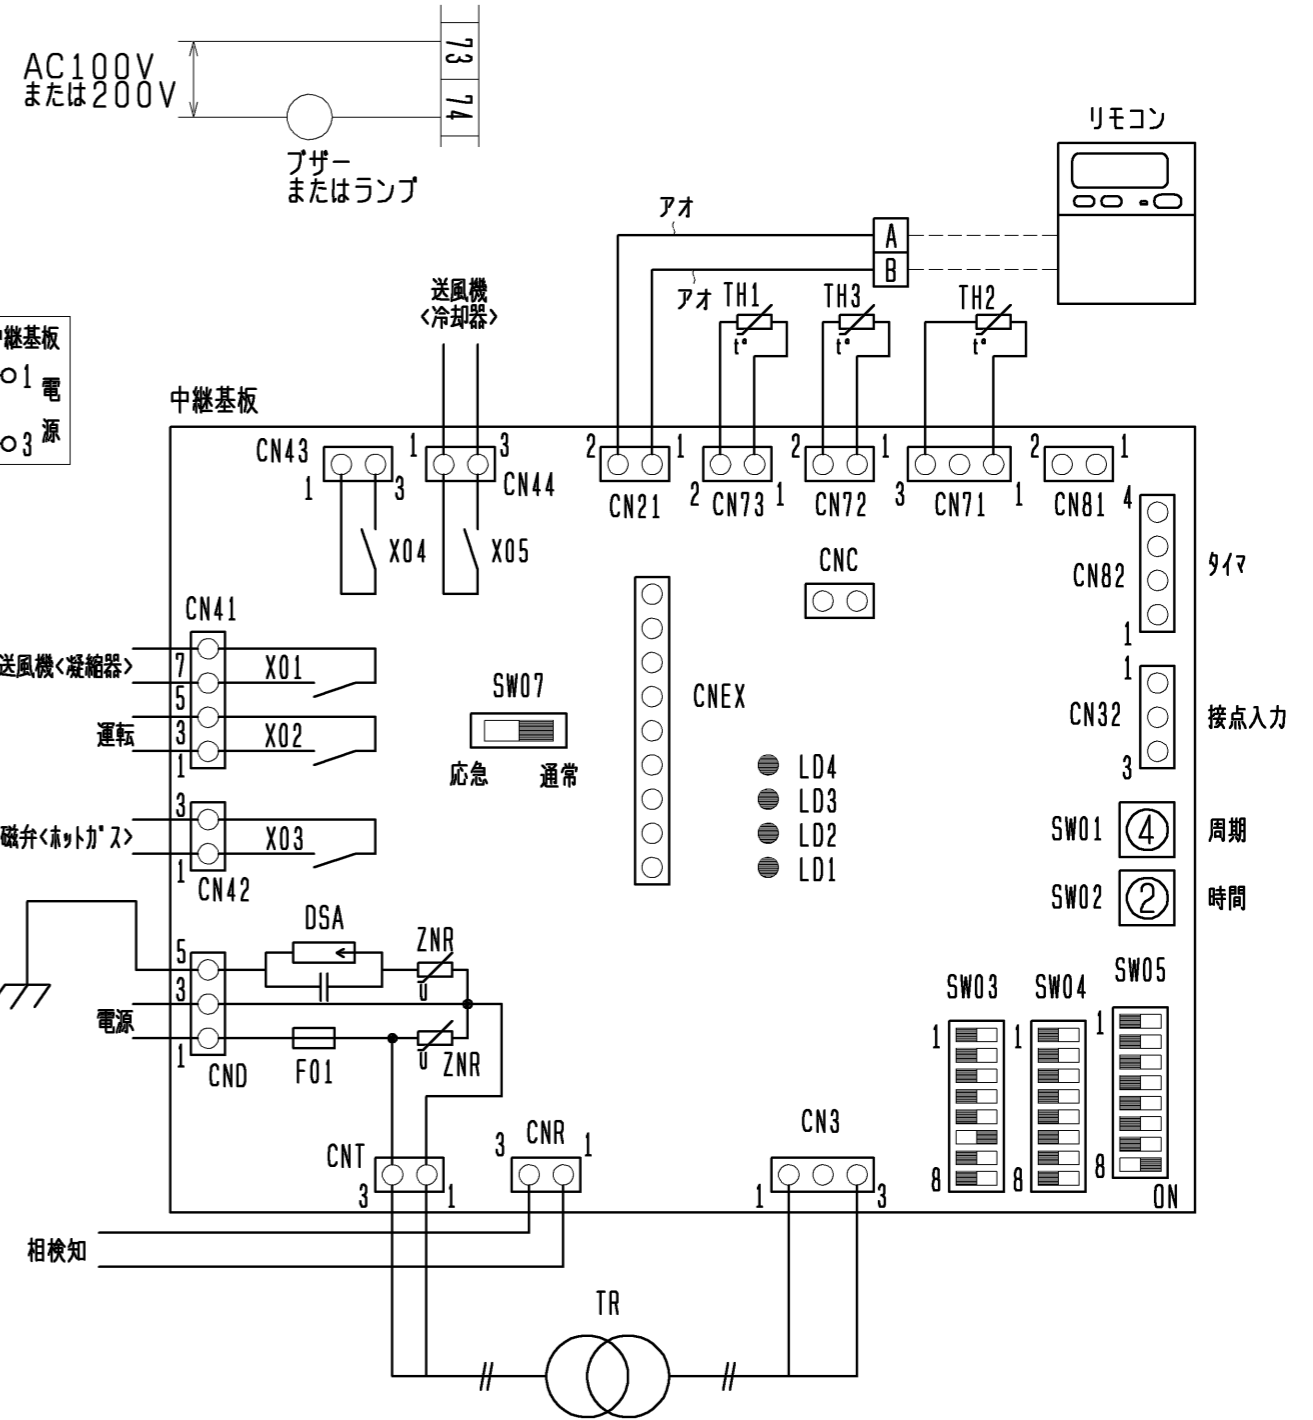 AC100V
または200V
73
74
ブザー
またはランプ
リモコン
アオ
A
B
アオ
TH1
TH3
TH2
t°
t°
t°
送風機
<冷却器>
中継基板
1
電
3
源
中継基板
CN43
1
3
1
3
CN44
2
1
CN21
2
CN73
1
2
1
CN72
3
CN71
1
2
1
CN81
X04
X05
CNC
4
CN82
1
タイマ
CN41
送風機<凝縮器>
7
X01
5
運転
3
X02
1
SW07
応急
通常
CNEX
1
CN32
3
接点入力
LD4
LD3
LD2
LD1
磁弁<ホットガス>
3
X03
1
CN42
SW01
4
周期
SW02
2
時間
DSA
ZNR
U
5
3
電源
1
CND
F01
U
ZNR
SW03
SW04
SW05
1
1
1
8
8
8
ON
CNT
3
1
3
CNR
1
CN3
1
3
相検知
TR